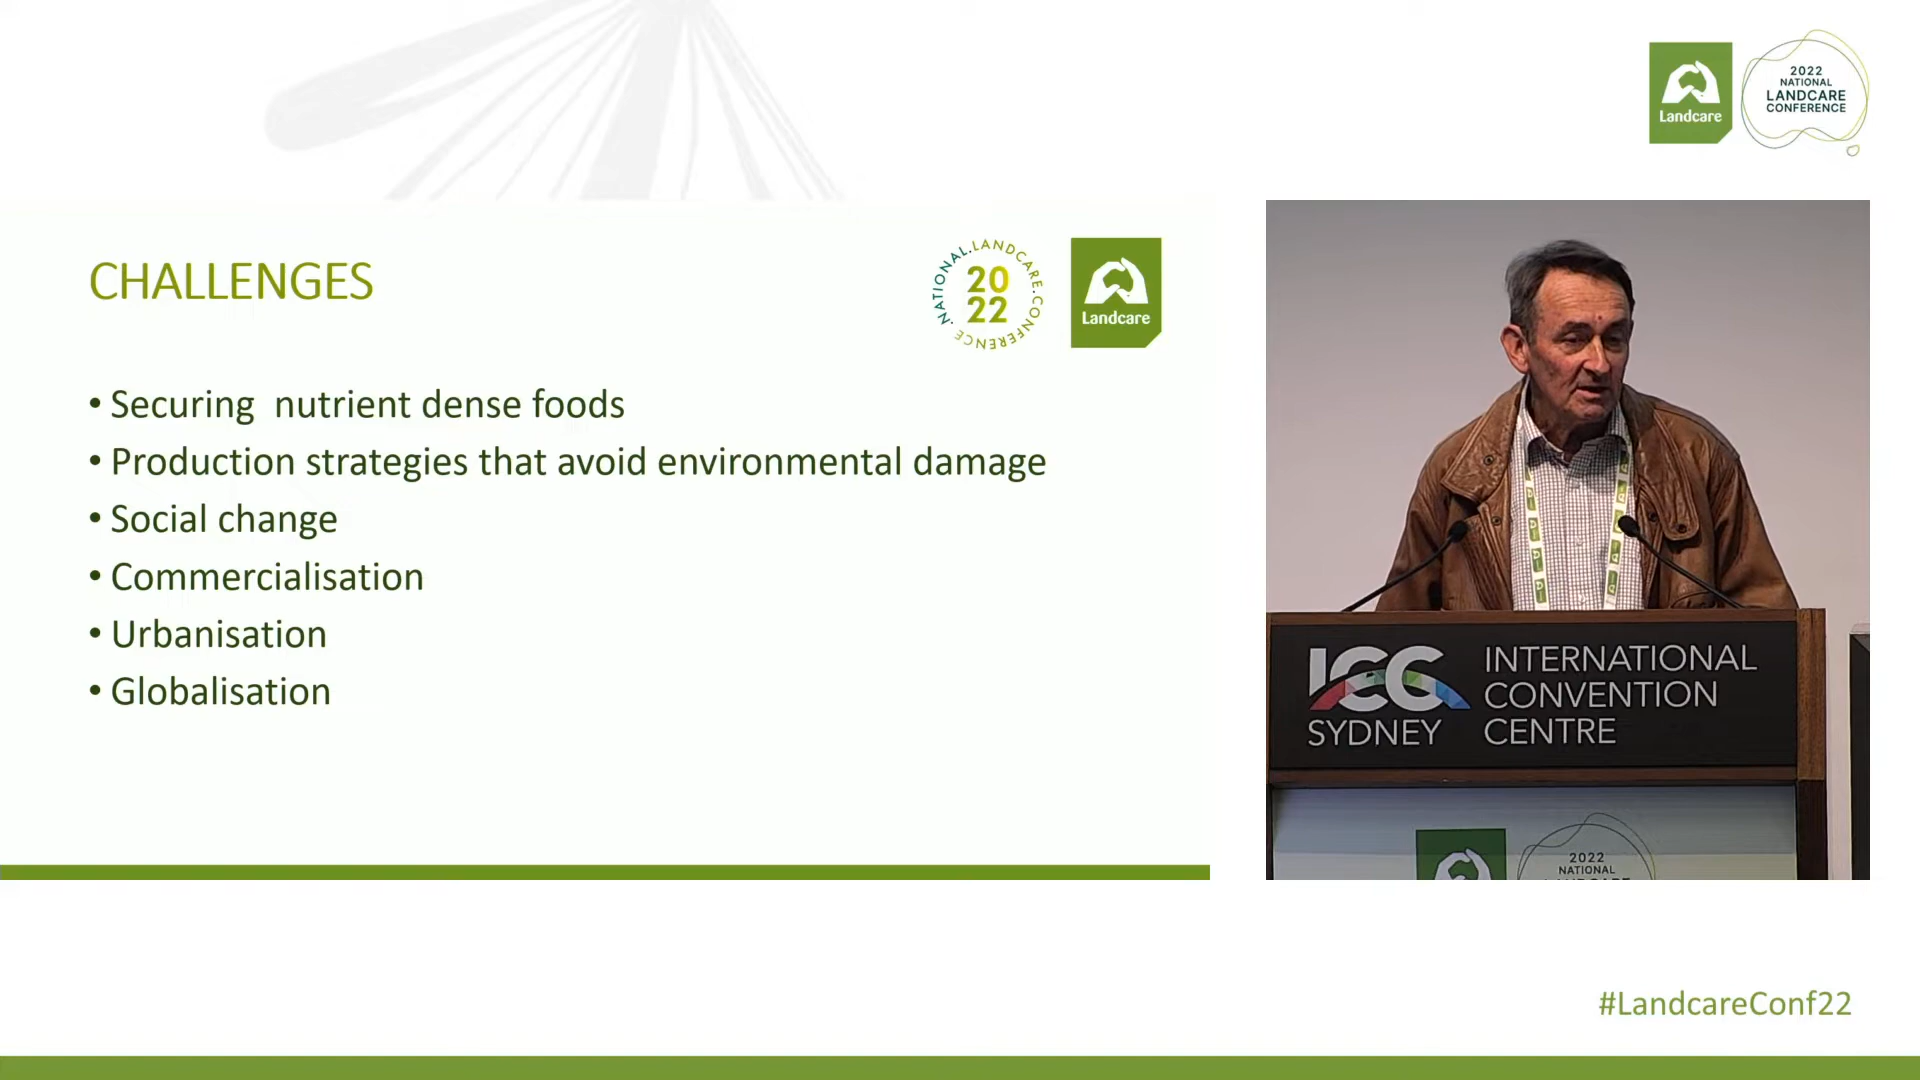 Landcare
2022
NATIONAL
LANDCARE
CONFERENCE
CHALLENGES
.NATIONAL.LANDCARE.CONFERENCE
20
22
Landcare
• Securing  nutrient dense foods
• Production strategies that avoid environmental damage
• Social change
• Commercialisation
• Urbanisation
• Globalisation
ICC
SYDNEY
INTERNATIONAL
CONVENTION
CENTRE
2022
NATIONAL
#LandcareConf22